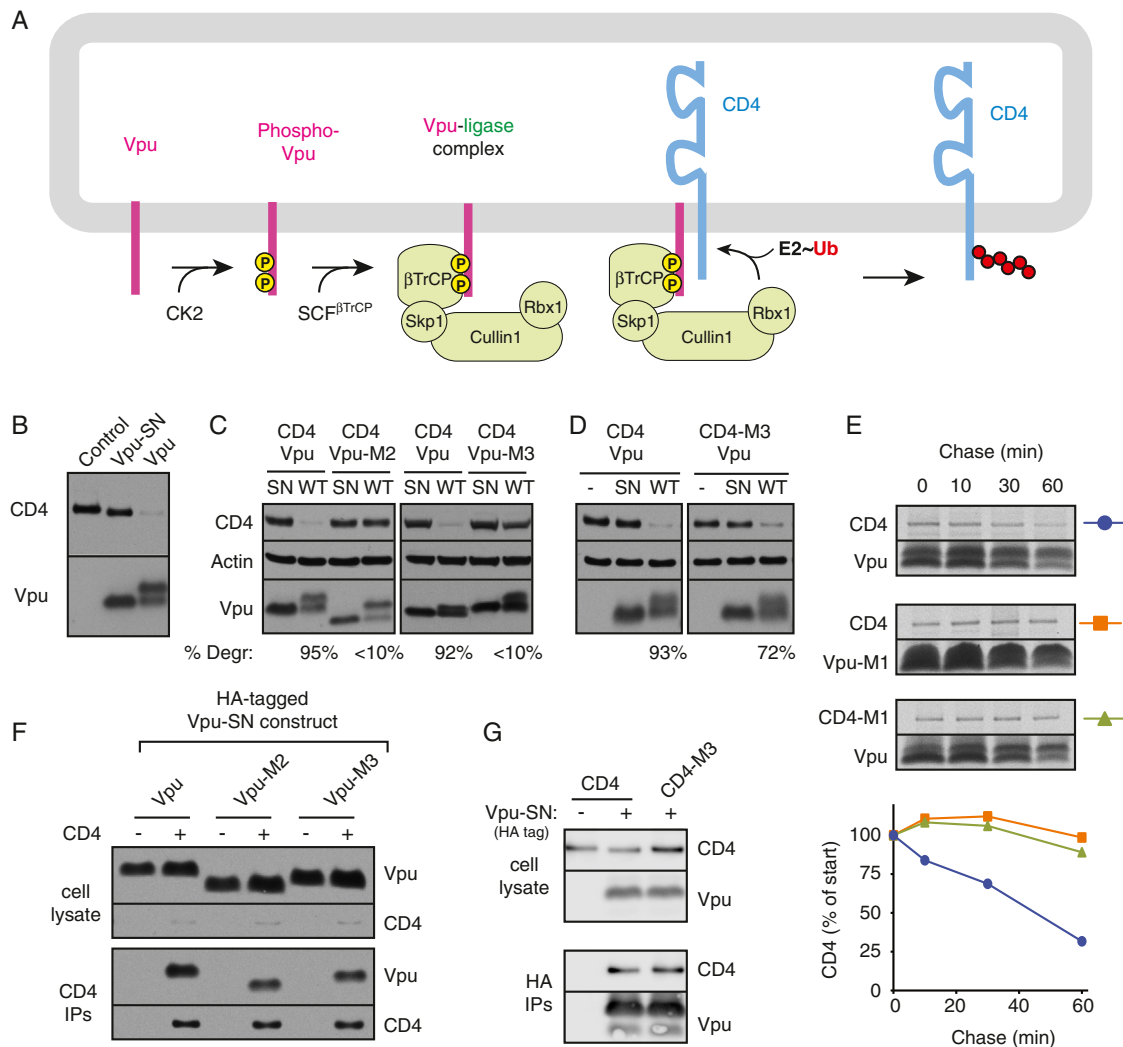 A
Vpu
Phospho-
Vpu
Vpu-ligase
complex
CD4
CD4
P
P
CK2
SCFβTrCP
βTrCP
P
P
Skp1
Cullin1
Rbx1
βTrCP
P
P
Skp1
Cullin1
Rbx1
E2~Ub
B
Control
Vpu-SN
Vpu
CD4
Vpu
C
CD4 CD4 CD4 CD4
Vpu Vpu-M2 Vpu Vpu-M3
SN WT SN WT SN WT SN WT
CD4
Actin
Vpu
% Degr: 95% <10% 92% <10%
D
CD4 CD4-M3
Vpu Vpu
- SN WT - SN WT
93% 72%
E
Chase (min)
0 10 30 60
CD4
Vpu
CD4
Vpu-M1
CD4-M1
Vpu
CD4 (% of start)
100
75
50
25
0
0 20 40 60
Chase (min)
F
HA-tagged
Vpu-SN construct
Vpu
Vpu-M2
Vpu-M3
CD4 - + - + - +
cell
lysate
Vpu
CD4
CD4
IPs
Vpu
CD4
G
CD4
CD4-M3
Vpu-SN: - + +
(HA tag)
cell
lysate
CD4
Vpu
HA
IPs
CD4
Vpu